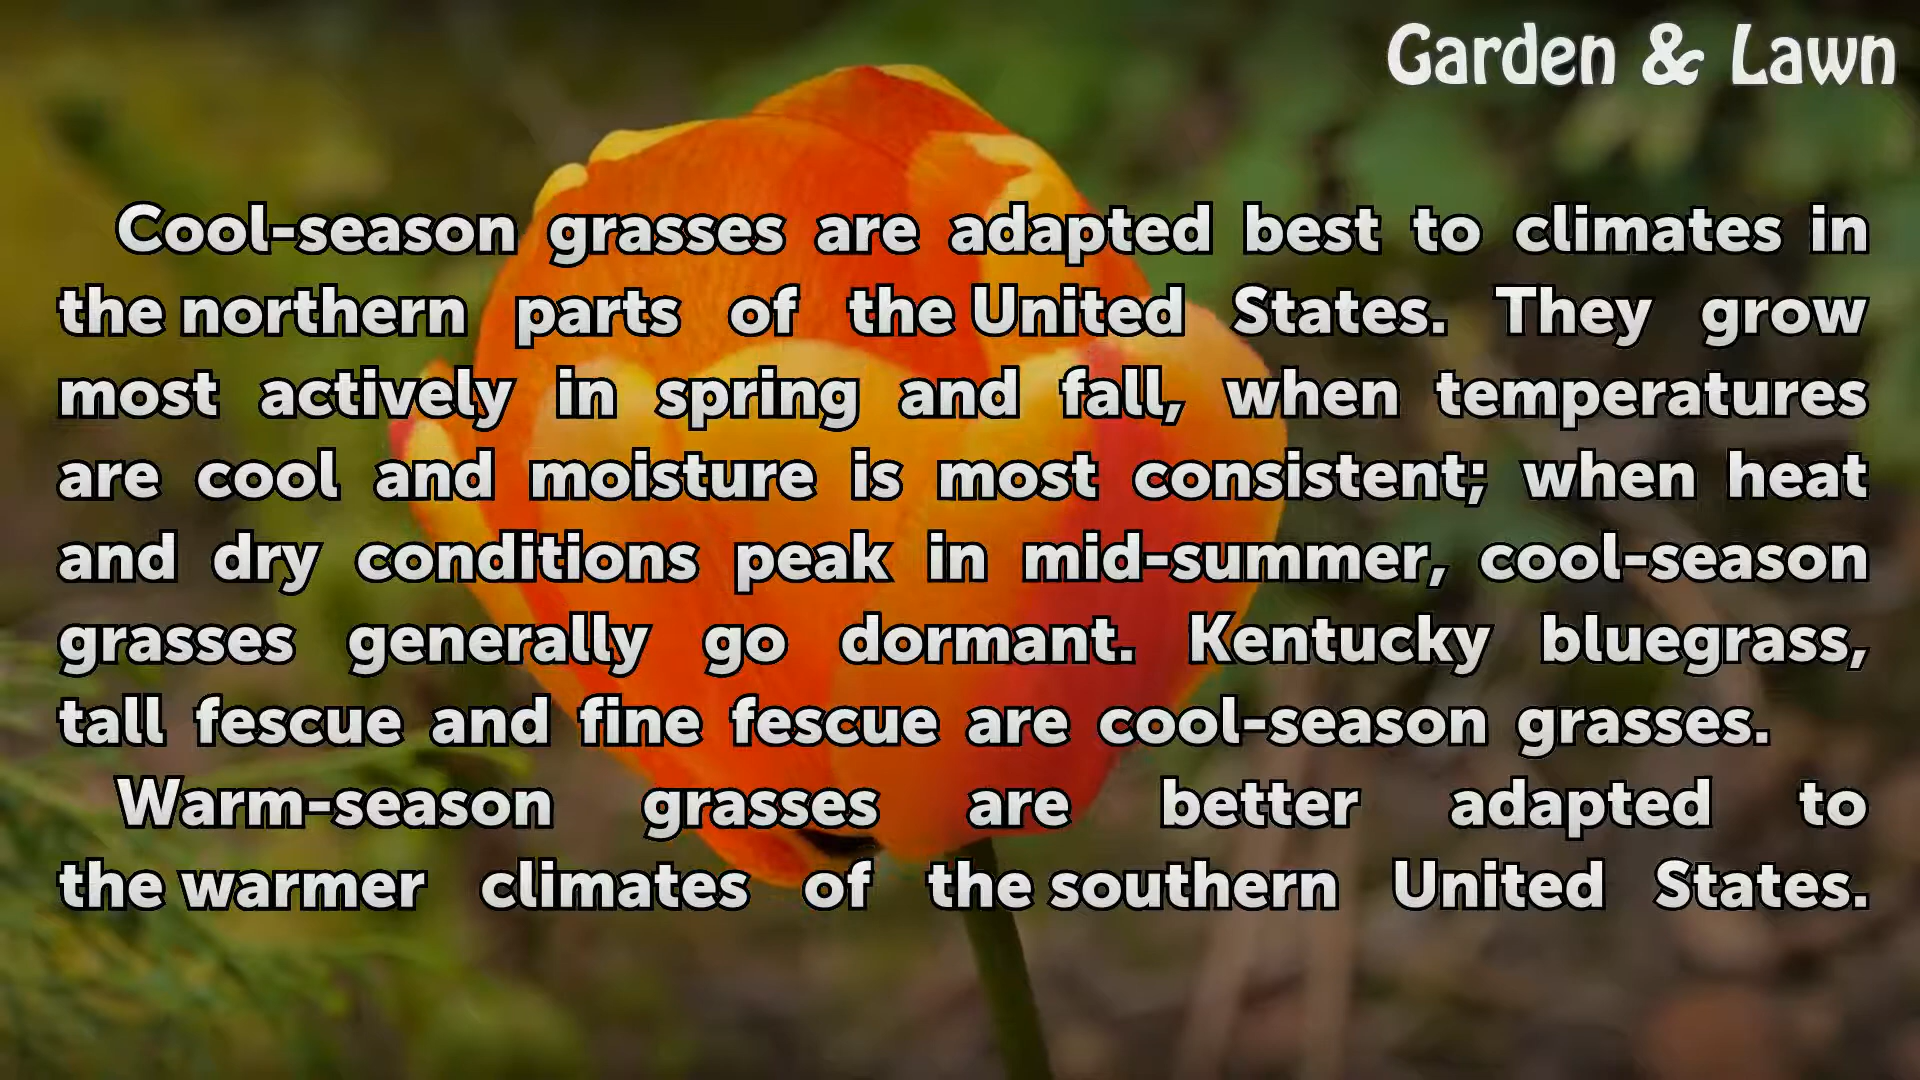 Garden & Lawn
Cool-season grasses are adapted best to climates in
the northern parts of the United States. They grow
most actively in spring and fall, when temperatures
are cool and moisture is most consistent; when heat
and dry conditions peak in mid-summer, cool-season
grasses generally go dormant. Kentucky bluegrass,
tall fescue and fine fescue are cool-season grasses.
Warm-season grasses are better adapted to
the warmer climates of the southern United States.